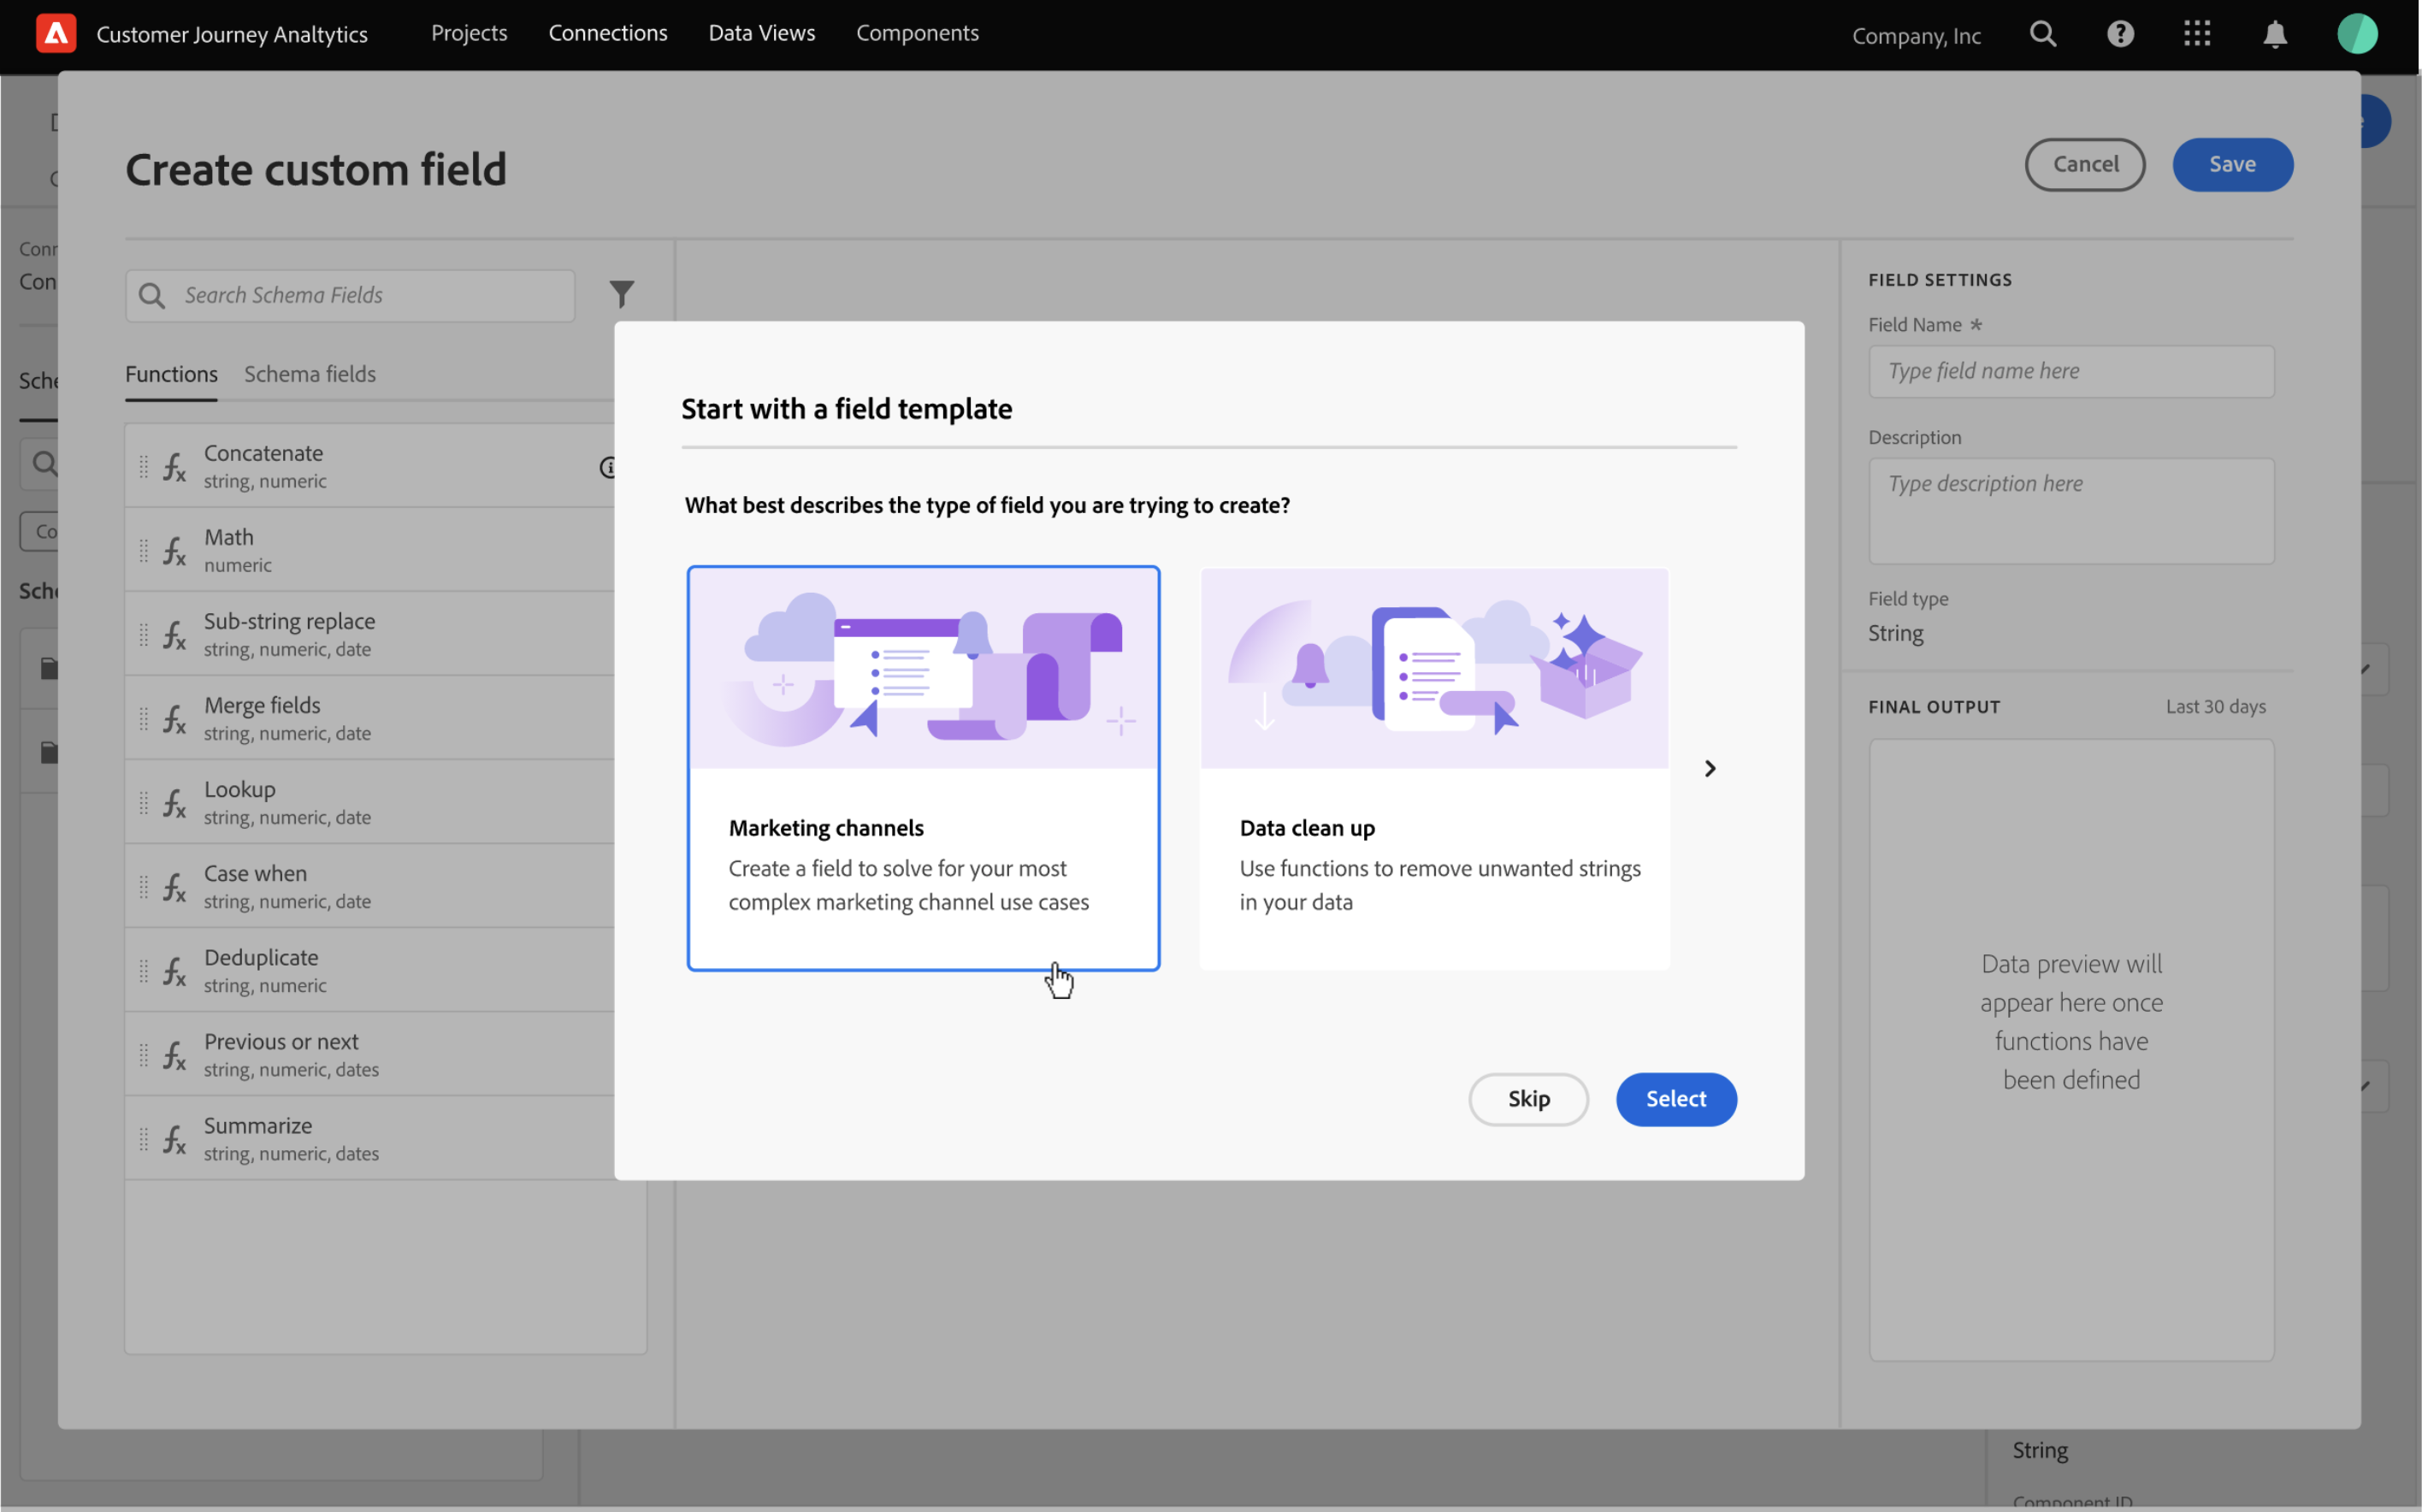 Customer Journey Analtytics
Projects
Connections
Data Views
Components
Company, Inc
Create custom field
Cancel
Save
Search Schema Fields
Functions
Schema fields
Concatenate
string, numeric
Math
numeric
Sub-string replace
string, numeric, date
Merge fields
string, numeric, date
Lookup
string, numeric, date
Case when
string, numeric, date
Deduplicate
string, numeric
Previous or next
string, numeric, dates
Summarize
string, numeric, dates
Start with a field template
What best describes the type of field you are trying to create?
Marketing channels
Create a field to solve for your most
complex marketing channel use cases
Data clean up
Use functions to remove unwanted strings
in your data
Skip
Select
FIELD SETTINGS
Field Name *
Type field name here
Description
Type description here
Field type
String
FINAL OUTPUT
Last 30 days
Data preview will
appear here once
functions have
been defined
String
Component ID